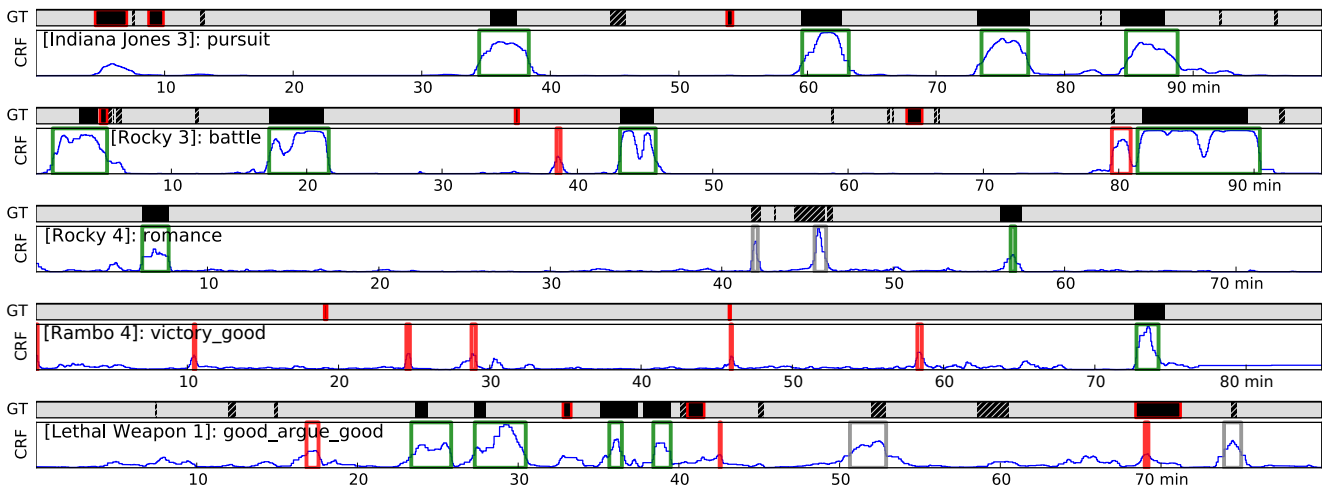 GT
CRF [Indiana Jones 3]: pursuit
10 20 30 40 50 60 70 80 90 min
GT
CRF [Rocky 3]: battle
10 20 30 40 50 60 70 80 90 min
GT
CRF [Rocky 4]: romance
10 20 30 40 50 60 70 min
GT
CRF [Rambo 4]: victory_good
10 20 30 40 50 60 70 80 min
GT
CRF [Lethal Weapon 1]: good_argue_good
10 20 30 40 50 60 70 min